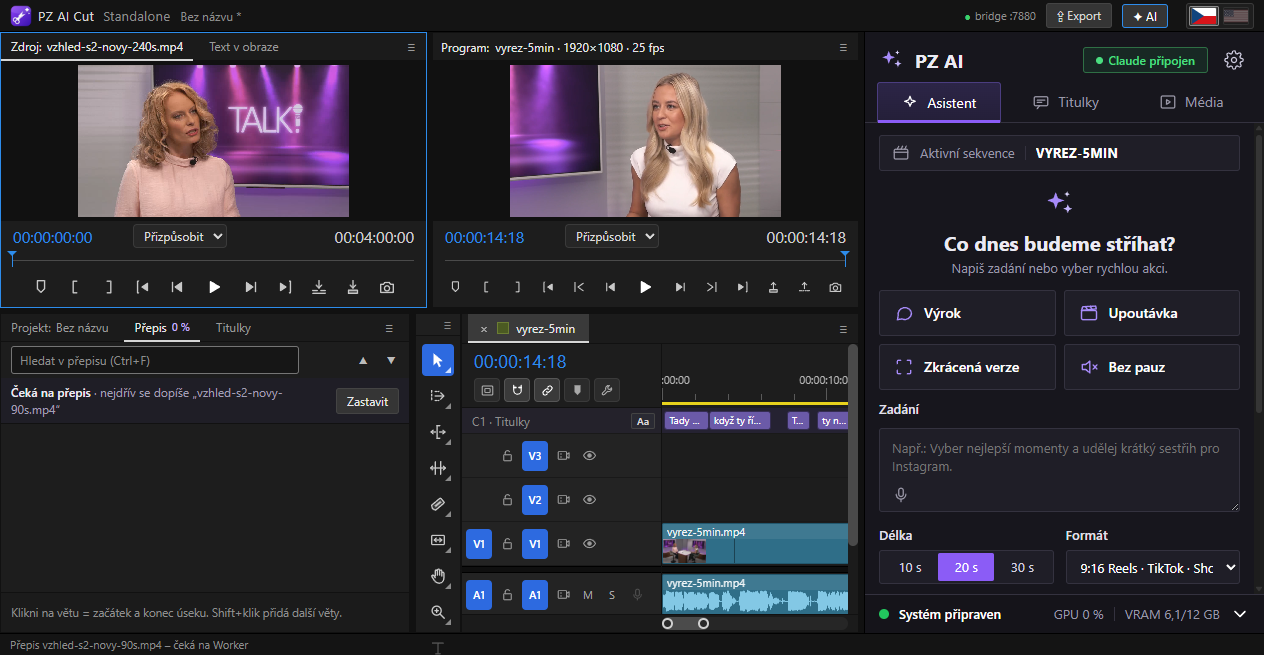 PZ AI Cut Standalone Bez názvu *
bridge :7880 Export AI
Zdroj: vzhled-s2-novy-240s.mp4 Text v obraze
TALK!
00:00:00:00 Přizpůsobit 00:04:00:00
Program: vyrez-5min · 1920×1080 · 25 fps
00:00:14:18 Přizpůsobit 00:00:14:18
Projekt: Bez názvu Přepis 0 % Titulky
Hledat v přepisu (Ctrl+F)
Čeká na přepis · nejdřív se dopíše „vzhled-s2-novy-
90s.mp4“
Zastavit
Klikni na větu = začátek a konec úseku. Shift+klik přidá další věty.
Přepis vzhled-s2-novy-90s.mp4 – čeká na Worker
× vyrez-5min
00:00:14:18
:00:00 00:00:10:0
C1 · Titulky Aa Tady ... když ty ří... T... ty n...
V3
V2
V1 V1 vyrez-5min.mp4
A1 A1 M S vyrez-5min.mp4
PZ AI Claude připojen
Asistent Titulky Média
Aktivní sekvence VYREZ-5MIN
Co dnes budeme stříhat?
Napiš zadání nebo vyber rychlou akci.
Výrok Upoutávka
Zkrácená verze Bez pauz
Zadání
Např.: Vyber nejlepší momenty a udělej krátký sestřih pro
Instagram.
Délka Formát
10 s 20 s 30 s 9:16 Reels · TikTok · Shc
Systém připraven GPU 0 % VRAM 6,1/12 GB